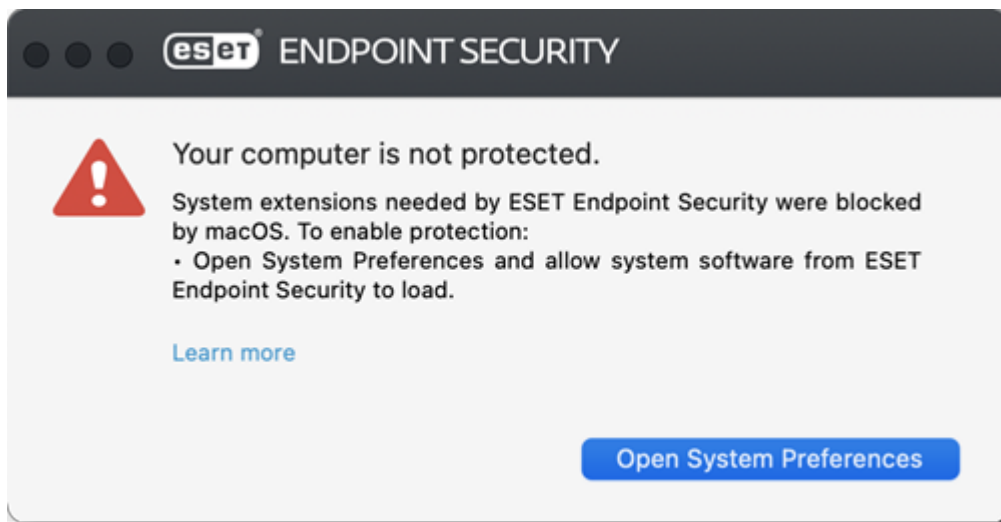 eset® ENDPOINT SECURITY
Your computer is not protected.
System extensions needed by ESET Endpoint Security were blocked
by macOS. To enable protection:
• Open System Preferences and allow system software from ESET
Endpoint Security to load.
Learn more
Open System Preferences